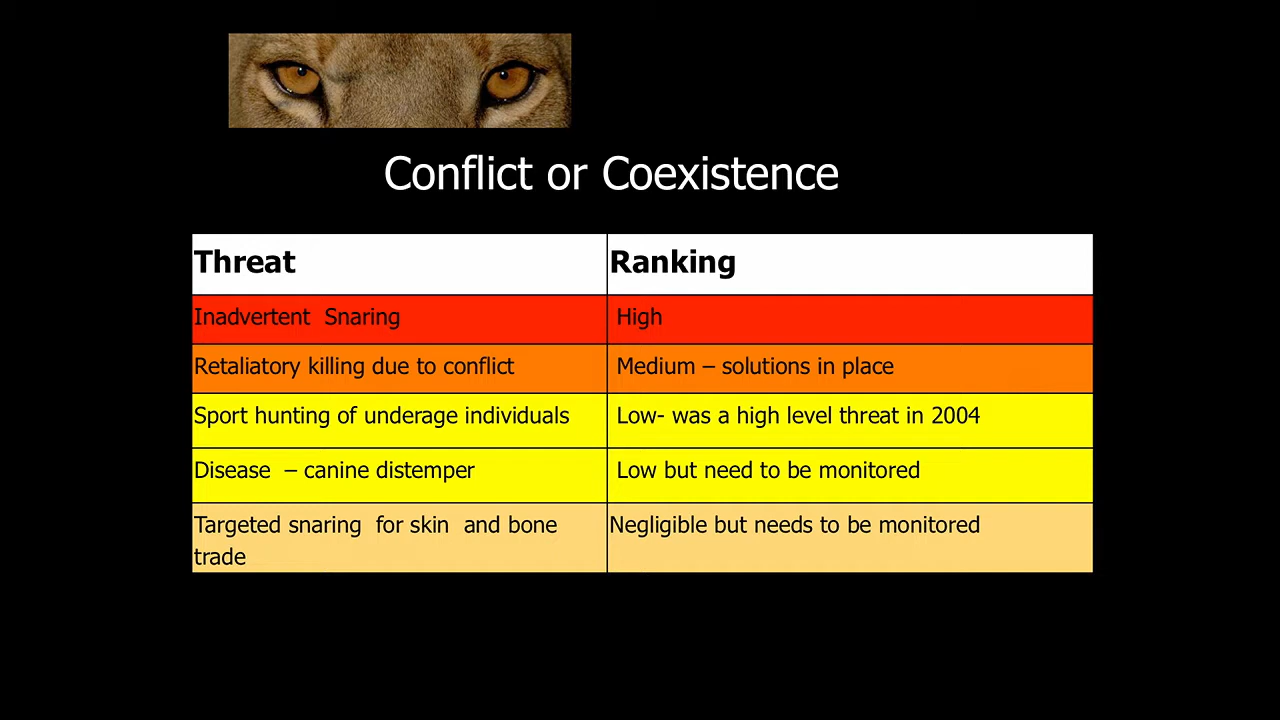 Conflict or Coexistence
Threat Ranking
Inadvertent  Snaring High
Retaliatory killing due to conflict Medium – solutions in place
Sport hunting of underage individuals Low- was a high level threat in 2004
Disease  – canine distemper Low but need to be monitored
Targeted snaring  for skin  and bone Negligible but needs to be monitored
trade